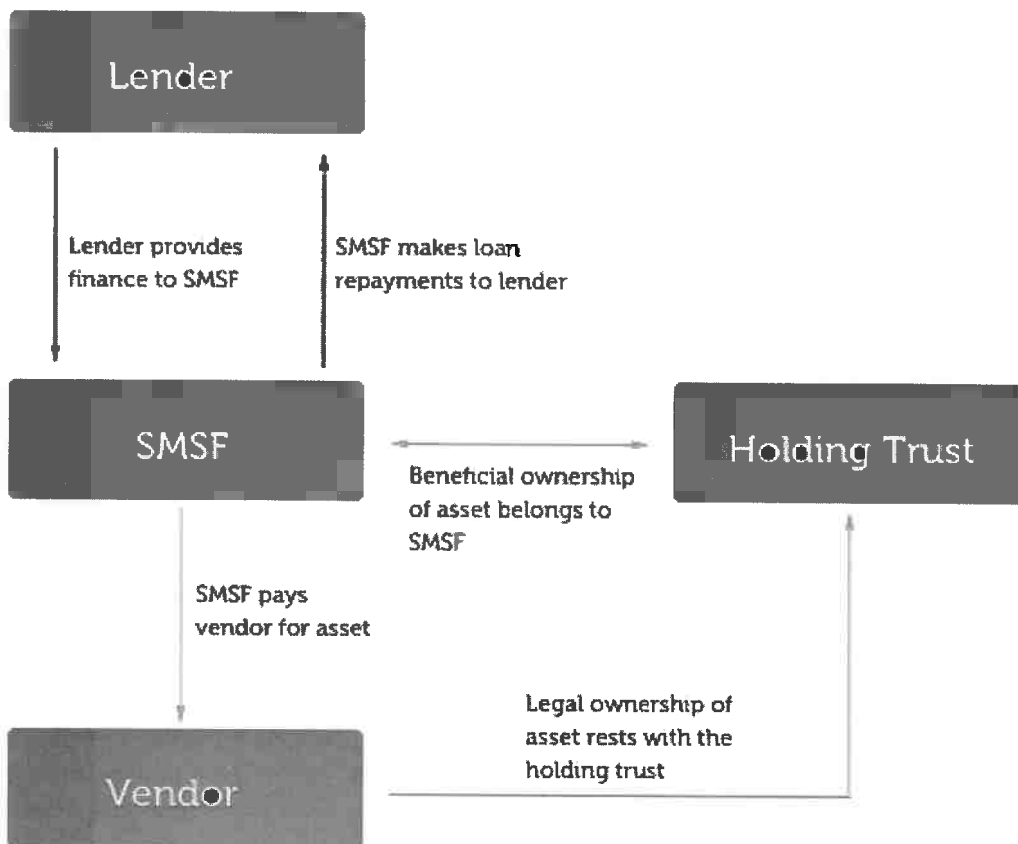 Lender
Lender provides
finance to SMSF
SMSF makes loan
repayments to lender
SMSF
Beneficial ownership
of asset belongs to
SMSF
Holding Trust
SMSF pays
vendor for asset
Legal ownership of
asset rests with the
holding trust
Vendor